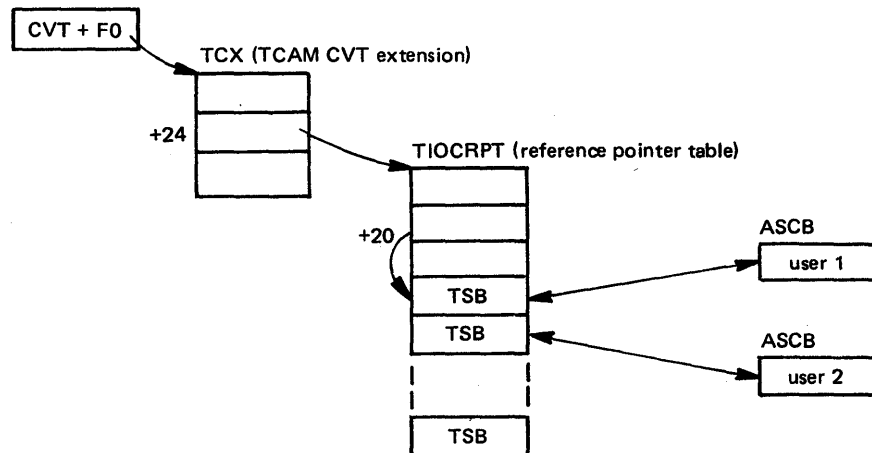 CVT + F0
TCX (TCAM CVT extension)
+24
TIOCRPT (reference pointer table)
+20
ASCB
user 1
TSB
TSB
ASCB
user 2
TSB